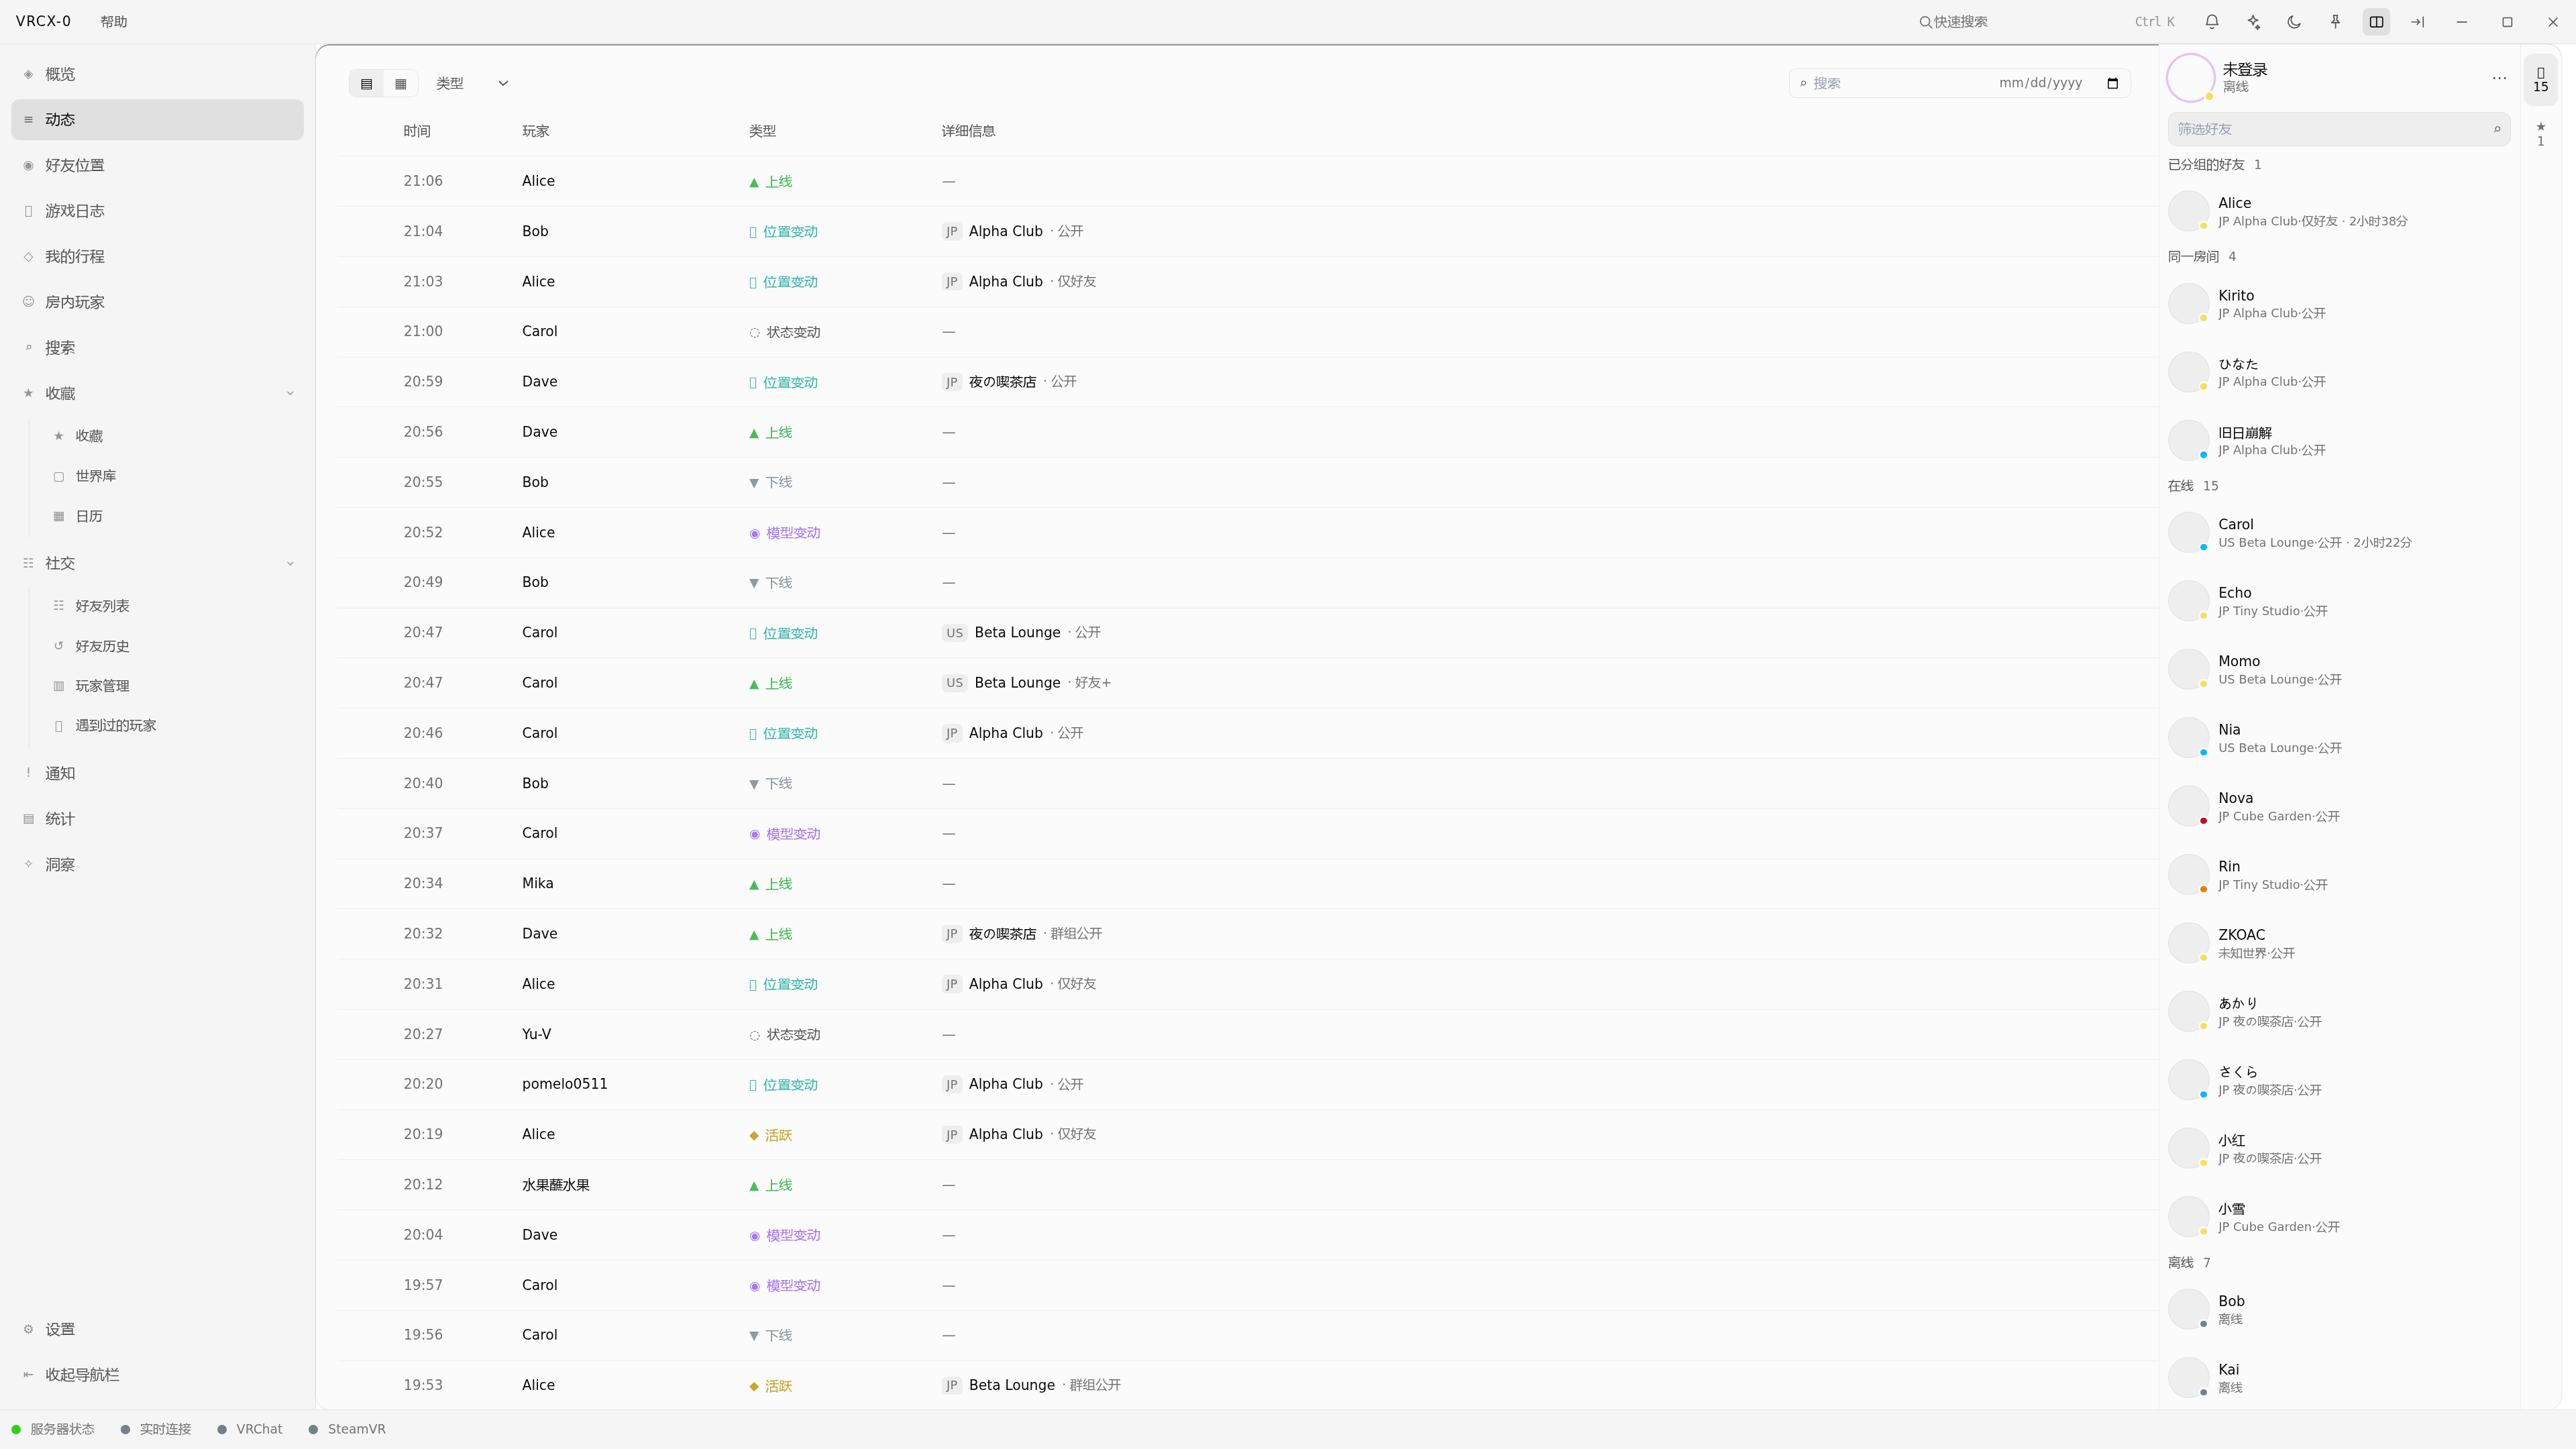 VRCX-0 帮助 快速搜索 Ctrl K
概览
动态
好友位置
游戏日志
我的行程
房内玩家
搜索
收藏
收藏
世界库
日历
社交
好友列表
好友历史
玩家管理
遇到过的玩家
通知
统计
洞察
设置
收起导航栏
类型 搜索 mm/dd/yyyy
时间 玩家 类型 详细信息
21:06 Alice ▲ 上线 —
21:04 Bob 位置变动 JP Alpha Club · 公开
21:03 Alice 位置变动 JP Alpha Club · 仅好友
21:00 Carol 状态变动 —
20:59 Dave 位置变动 JP 夜の喫茶店 · 公开
20:56 Dave ▲ 上线 —
20:55 Bob ▼ 下线 —
20:52 Alice ◉ 模型变动 —
20:49 Bob ▼ 下线 —
20:47 Carol 位置变动 US Beta Lounge · 公开
20:47 Carol ▲ 上线 US Beta Lounge · 好友+
20:46 Carol 位置变动 JP Alpha Club · 公开
20:40 Bob ▼ 下线 —
20:37 Carol ◉ 模型变动 —
20:34 Mika ▲ 上线 —
20:32 Dave ▲ 上线 JP 夜の喫茶店 · 群组公开
20:31 Alice 位置变动 JP Alpha Club · 仅好友
20:27 Yu-V 状态变动 —
20:20 pomelo0511 位置变动 JP Alpha Club · 公开
20:19 Alice ◆ 活跃 JP Alpha Club · 仅好友
20:12 水果蘸水果 ▲ 上线 —
20:04 Dave ◉ 模型变动 —
19:57 Carol ◉ 模型变动 —
19:56 Carol ▼ 下线 —
19:53 Alice ◆ 活跃 JP Beta Lounge · 群组公开
未登录
离线
15
1
筛选好友
已分组的好友 1
Alice
JP Alpha Club·仅好友 · 2小时38分
同一房间 4
Kirito
JP Alpha Club·公开
ひなた
JP Alpha Club·公开
旧日崩解
JP Alpha Club·公开
在线 15
Carol
US Beta Lounge·公开 · 2小时22分
Echo
JP Tiny Studio·公开
Momo
US Beta Lounge·公开
Nia
US Beta Lounge·公开
Nova
JP Cube Garden·公开
Rin
JP Tiny Studio·公开
ZKOAC
未知世界·公开
あかり
JP 夜の喫茶店·公开
さくら
JP 夜の喫茶店·公开
小红
JP 夜の喫茶店·公开
小雪
JP Cube Garden·公开
离线 7
Bob
离线
Kai
离线
服务器状态 实时连接 VRChat SteamVR